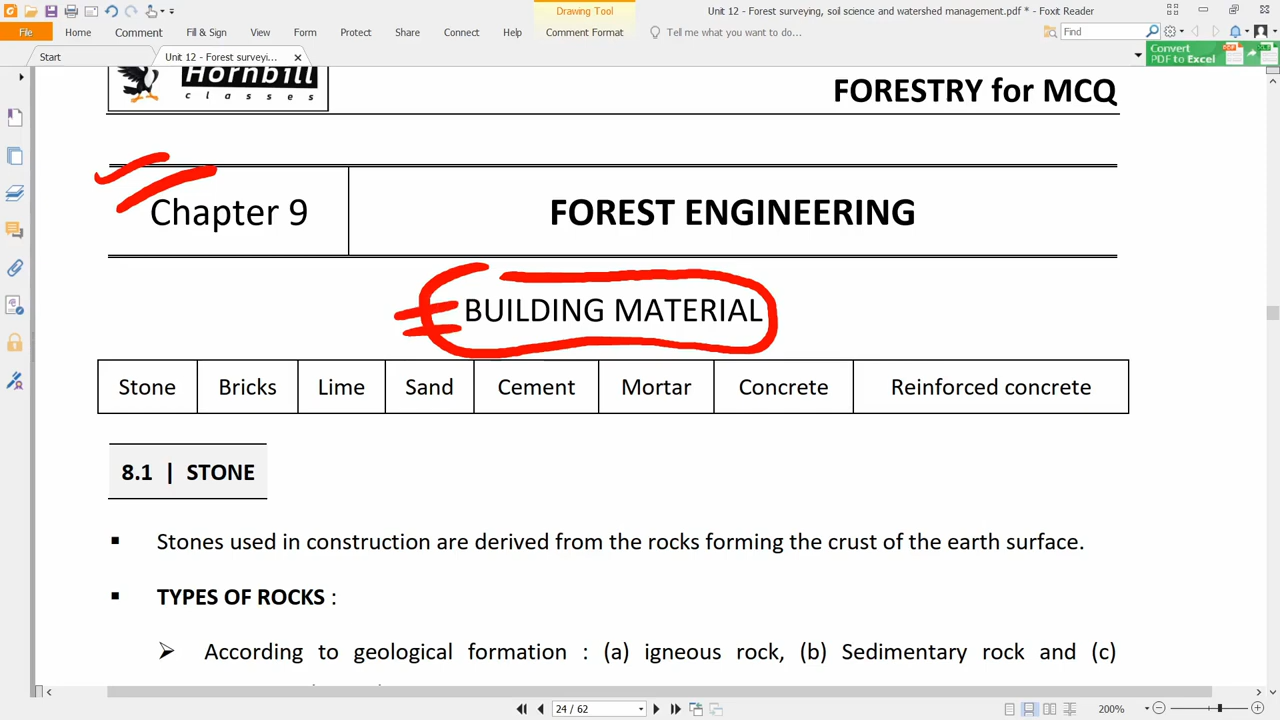 Drawing Tool
Unit 12 - Forest surveying, soil science and watershed management.pdf * - Foxit Reader
File Home Comment Fill & Sign View Form Protect Share Connect Help Comment Format Tell me what you want to do... Find
Start Unit 12 - Forest surveyi...
Convert
PDF to Excel
Hornbill
classes
FORESTRY for MCQ
Chapter 9 FOREST ENGINEERING
BUILDING MATERIAL
Stone Bricks Lime Sand Cement Mortar Concrete Reinforced concrete
8.1 | STONE
▪ Stones used in construction are derived from the rocks forming the crust of the earth surface.
▪ TYPES OF ROCKS :
➢ According to geological formation : (a) igneous rock, (b) Sedimentary rock and (c)
24 / 62 200%